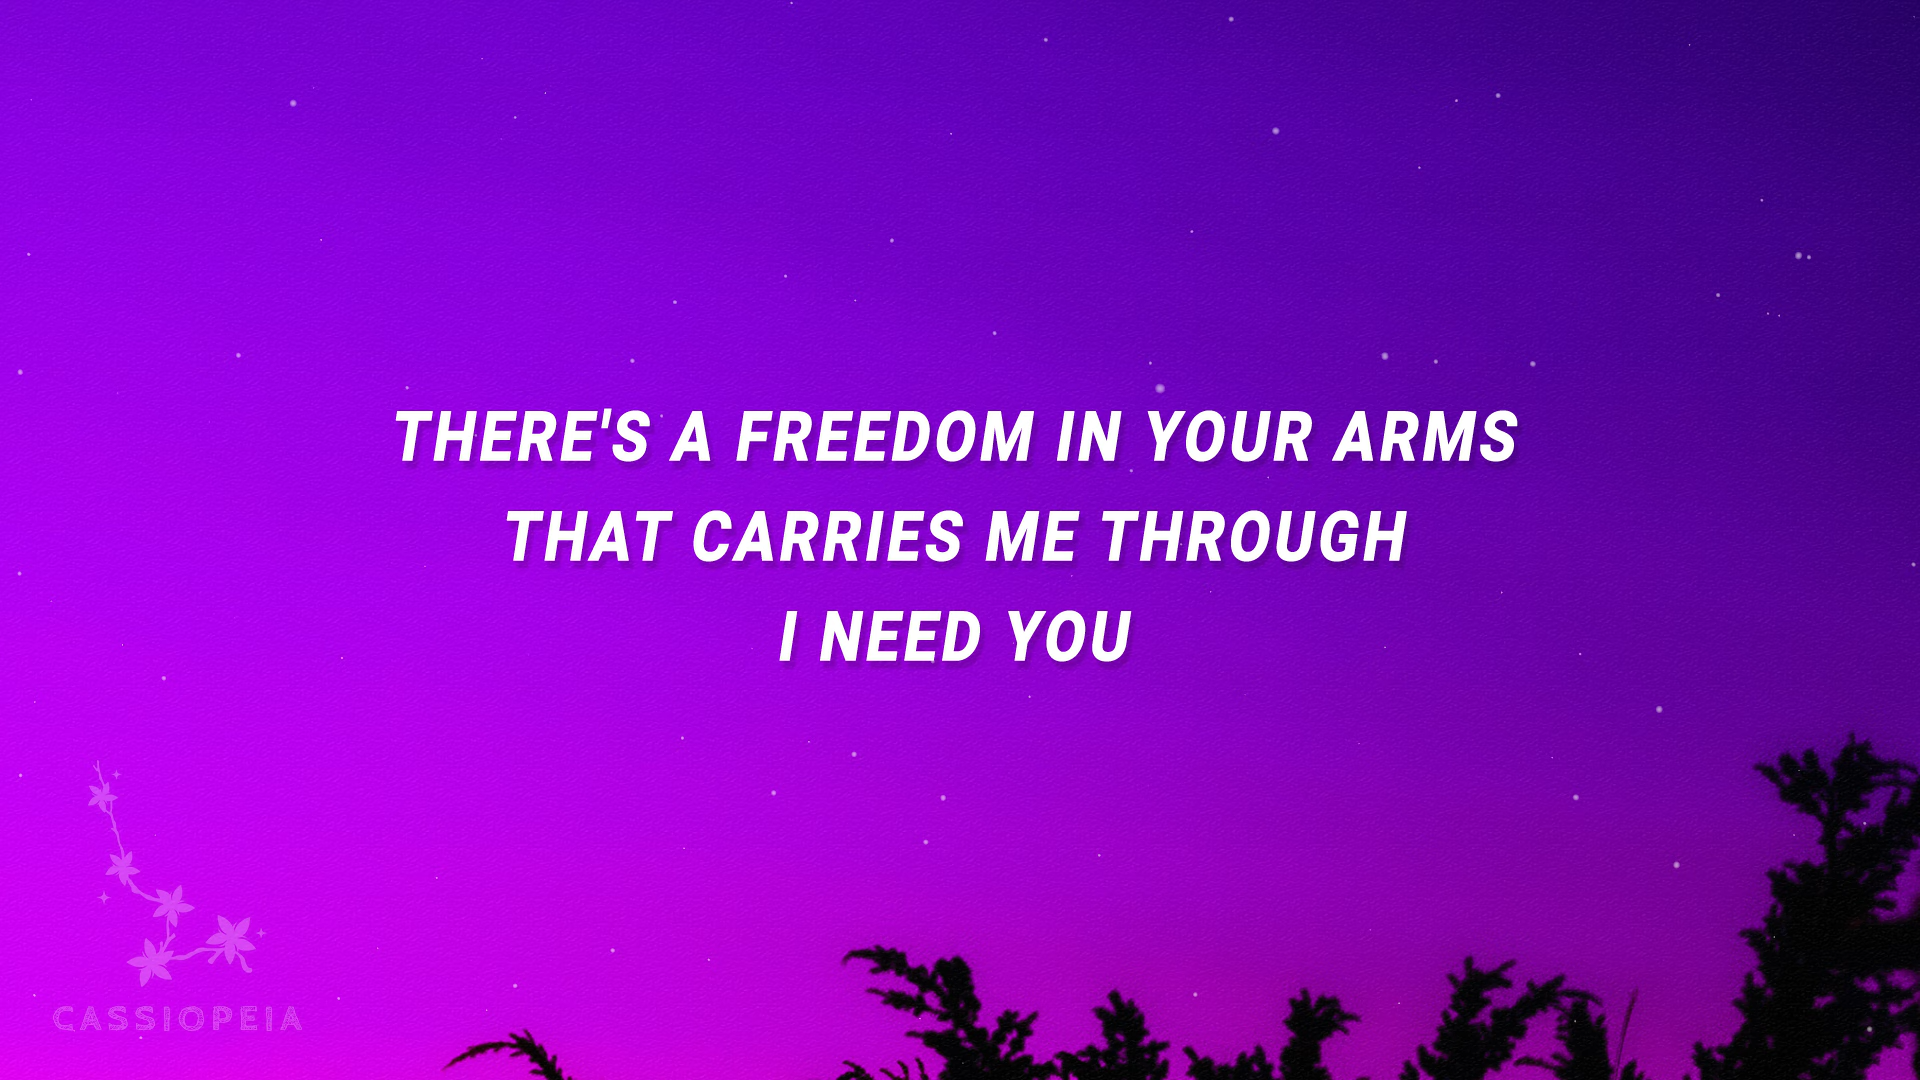 THERE'S A FREEDOM IN YOUR ARMS
THAT CARRIES ME THROUGH
I NEED YOU
CASSIOPEIA